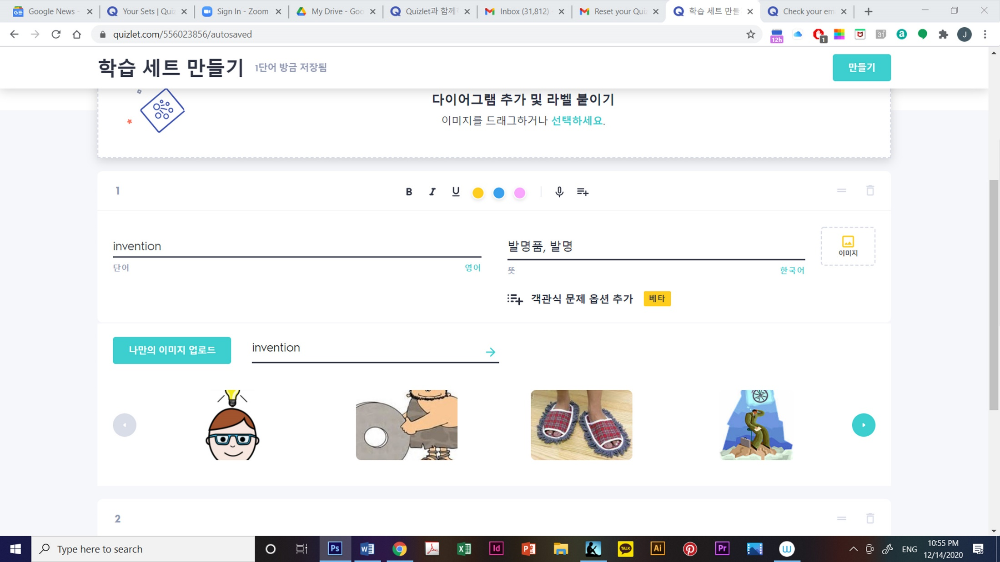 Google News -
Your Sets | Quiz
Sign In - Zoom
My Drive - Goo
Quizlet과 함께
Inbox (31,812)
Reset your Quiz
학습 세트 만들
Check your em
quizlet.com/556023856/autosaved
12h
1
31
a
J
학습 세트 만들기
1단어 방금 저장됨
만들기
다이어그램 추가 및 라벨 붙이기
이미지를 드래그하거나 선택하세요.
1
B I U
invention
발명품, 발명
이미지
단어
영어
뜻
한국어
객관식 문제 옵션 추가
베타
나만의 이미지 업로드
invention
2
Type here to search
Ps
W
X
Id
P
TALK
Ai
Pr
W
ENG
10:55 PM
12/14/2020